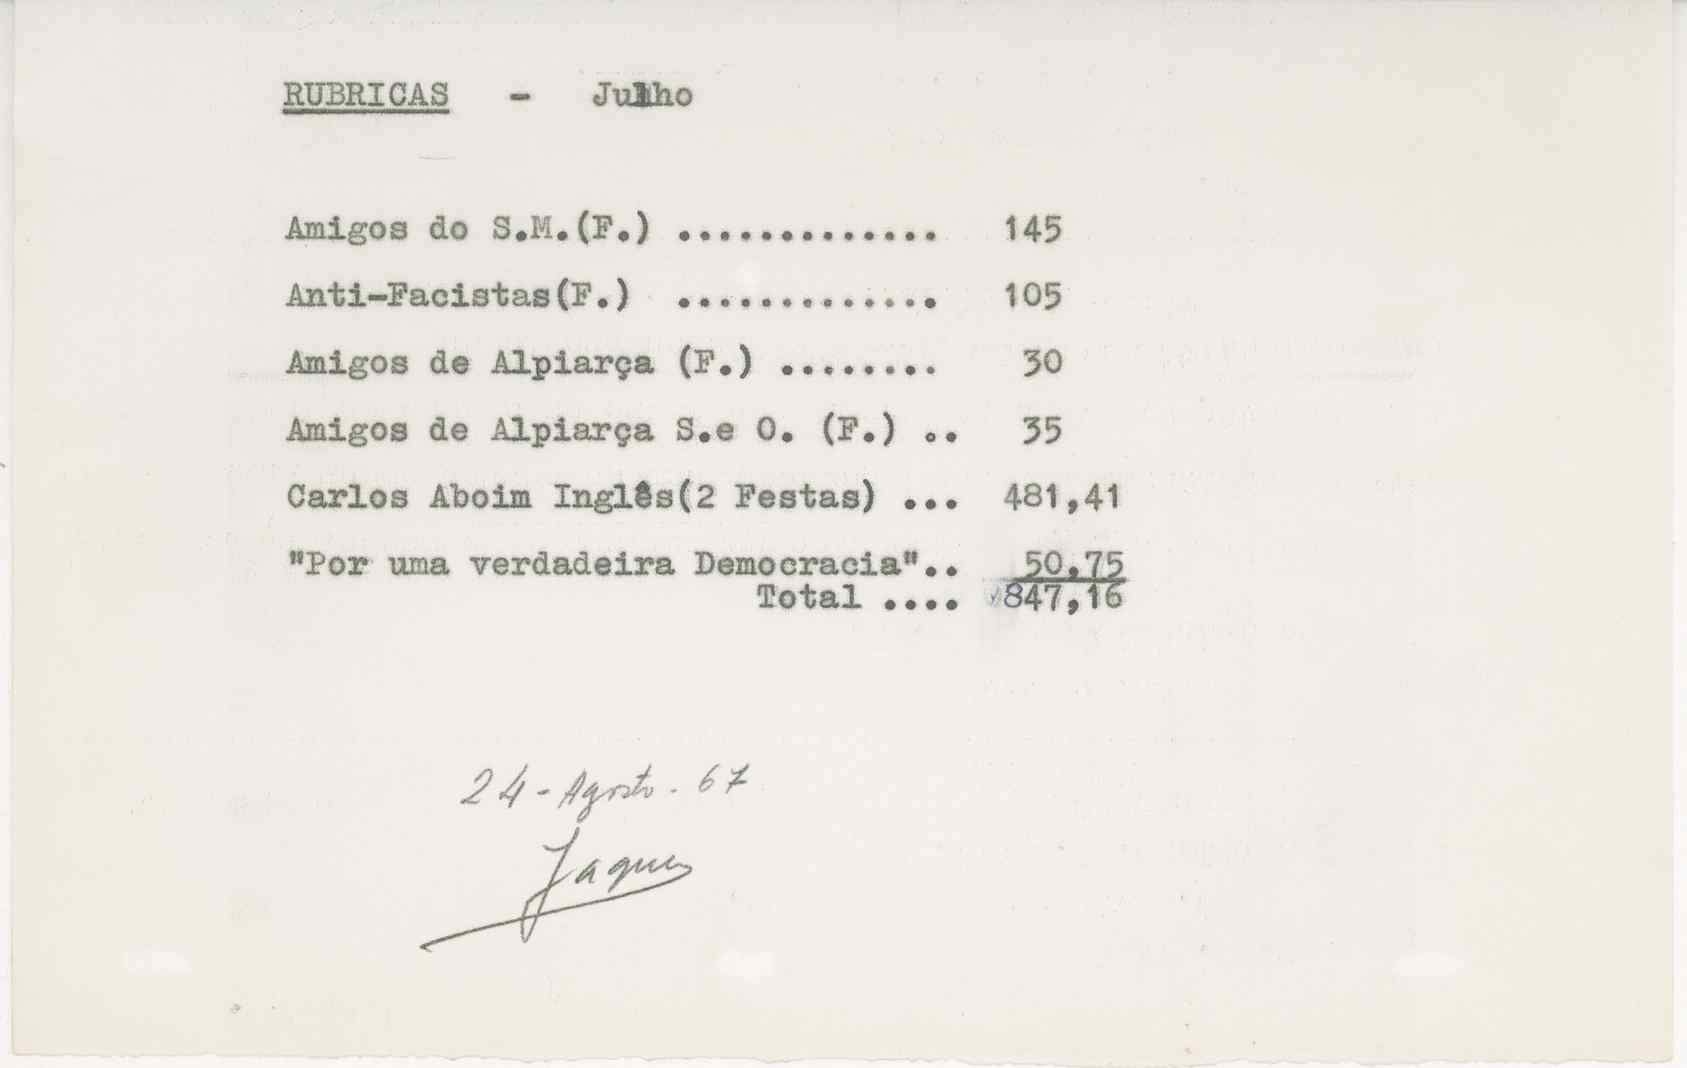 RUBRICAS - Julho
Amigos do S.M.(F.) ............. 145
Anti-Facistas(F.) ............. 105
Amigos de Alpiarça (F.) ........ 30
Amigos de Alpiarça S.e O. (F.) .. 35
Carlos Aboim Inglês(2 Festas) ... 481,41
"Por uma verdadeira Democracia".. 50,75
Total .... 847,16
24-Agosto-67
Jaques